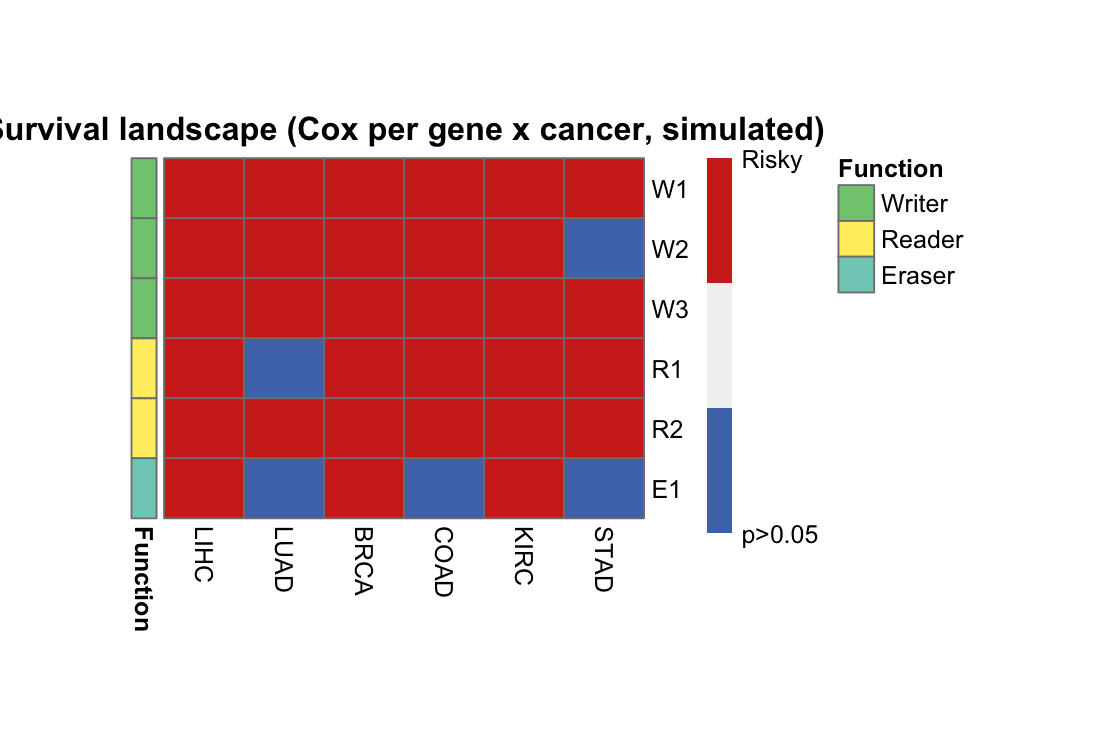 Survival landscape (Cox per gene x cancer, simulated)
Risky
Function
Writer
Reader
Eraser
W1
W2
W3
R1
R2
E1
p>0.05
Function
LIHC
LUAD
BRCA
COAD
KIRC
STAD